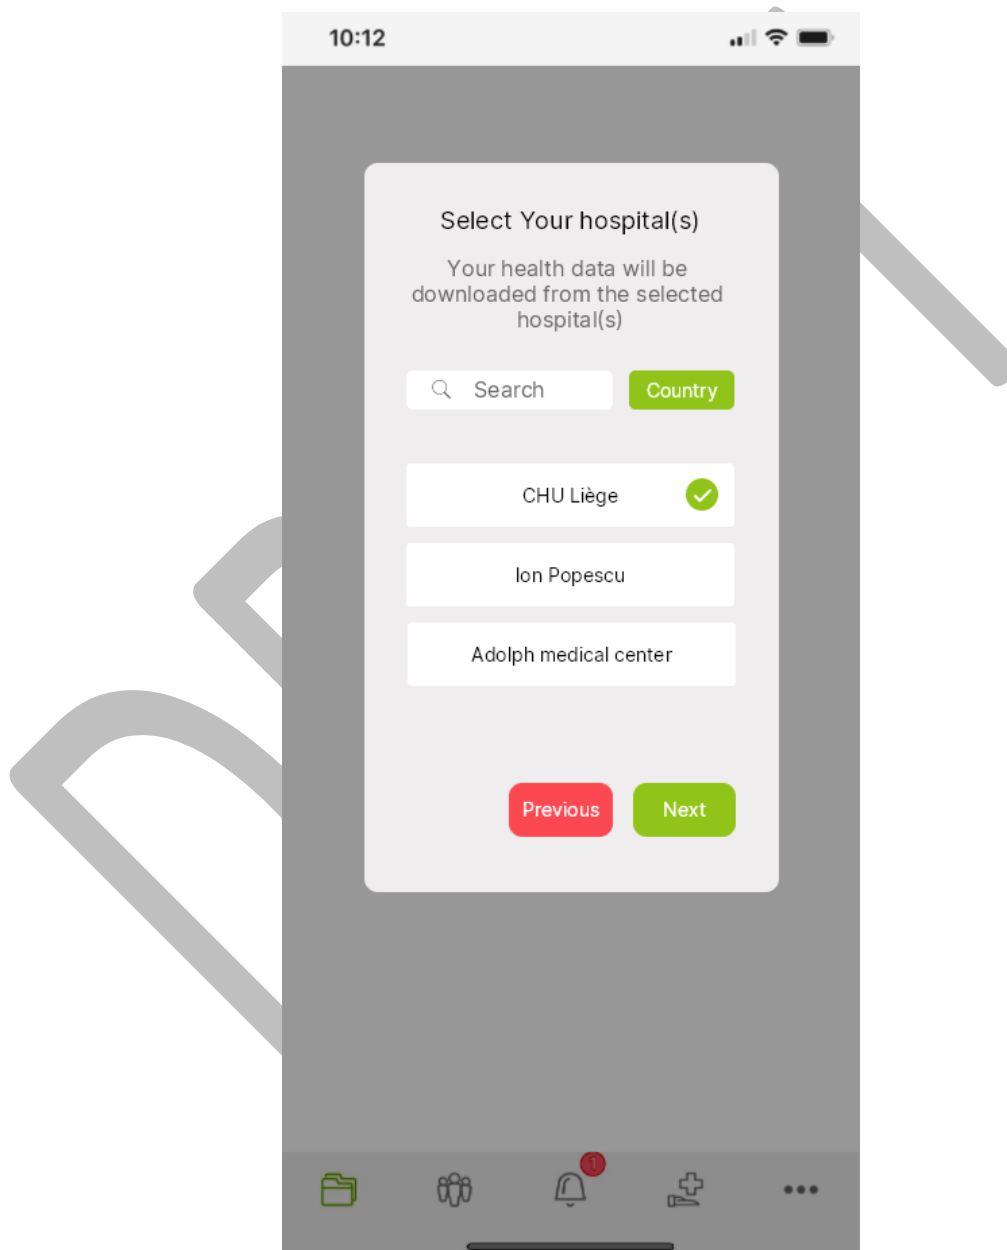 10:12
Select Your hospital(s)
Your health data will be
downloaded from the selected
hospital(s)
Search
Country
CHU Liège
Ion Popescu
Adolph medical center
Previous
Next
1